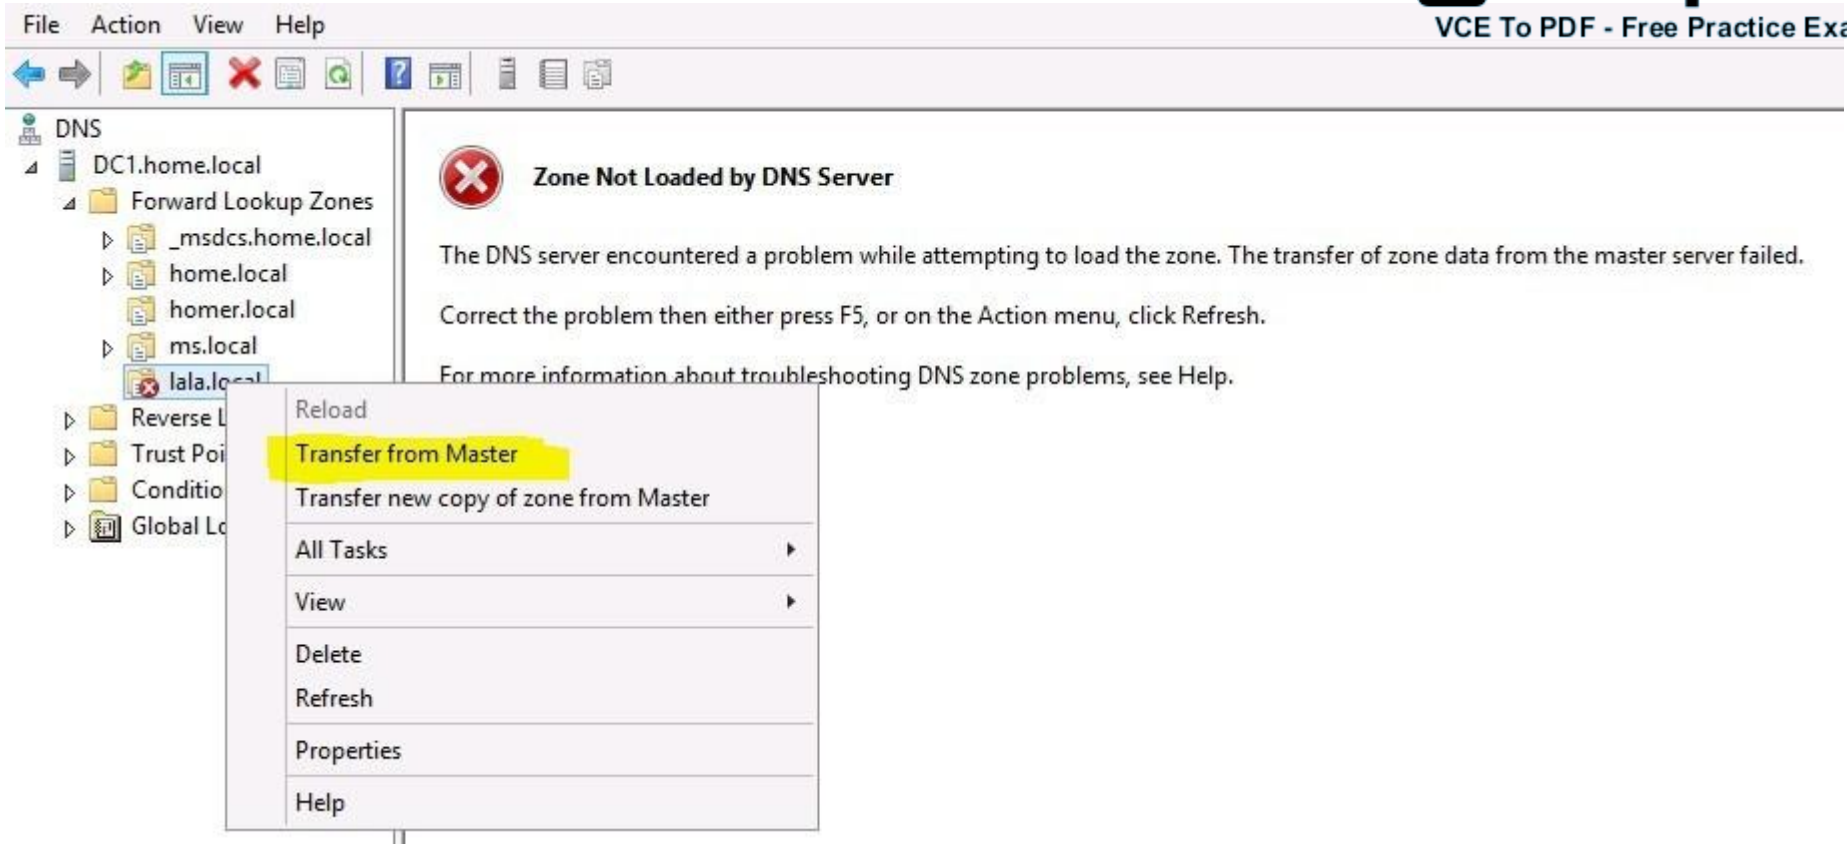 File Action View Help
VCE To PDF - Free Practice Exa
DNS
DC1.home.local
Forward Lookup Zones
_msdcs.home.local
home.local
homer.local
ms.local
lala.local
Reverse L
Trust Poi
Conditio
Global Lo
Zone Not Loaded by DNS Server
The DNS server encountered a problem while attempting to load the zone. The transfer of zone data from the master server failed.
Correct the problem then either press F5, or on the Action menu, click Refresh.
For more information about troubleshooting DNS zone problems, see Help.
Reload
Transfer from Master
Transfer new copy of zone from Master
All Tasks
View
Delete
Refresh
Properties
Help